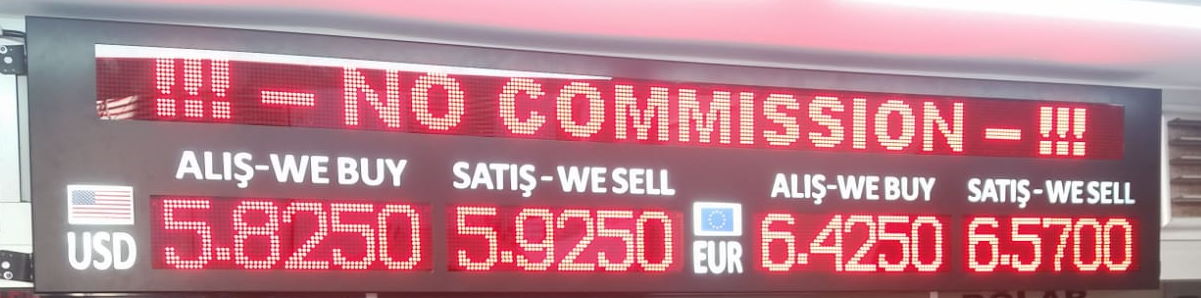 !!! - NO COMMISSION - !!!
ALIŞ-WE BUY SATIŞ - WE SELL ALIŞ-WE BUY SATIŞ - WE SELL
USD 5.8250 5.9250 EUR 6.4250 6.5700